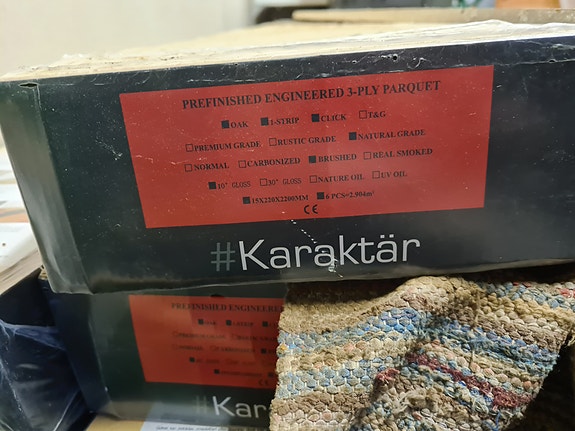 PREFINISHED ENGINEERED 3-PLY PARQUET
■OAK ■1-STRIP ■CLICK □T&G
□PREMIUM GRADE □RUSTIC GRADE ■NATURAL GRADE
□NORMAL □CARBONIZED ■BRUSHED □REAL SMOKED
■10° GLOSS □30° GLOSS □NATURE OIL □UV OIL
■15X220X2200MM ■6 PCS=2.904m²
CE
#Karaktär
PREFINISHED ENGINEERED
■OAK
CE
#Kar